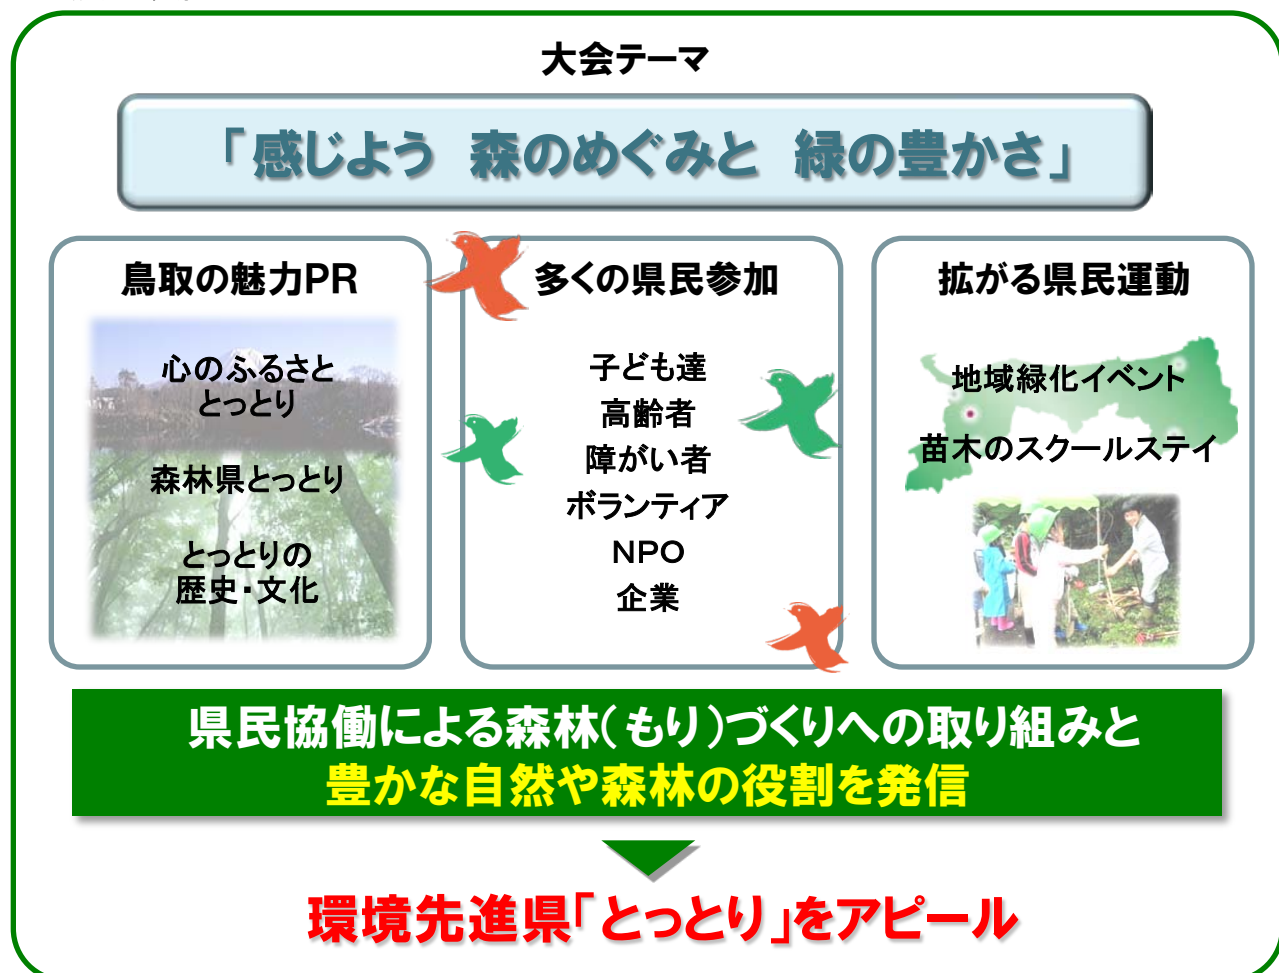 大会テーマ
「感じよう 森のめぐみと 緑の豊かさ」
鳥取の魅力PR
心のふるさと
とっとり
森林県とっとり
とっとりの
歴史・文化
多くの県民参加
子ども達
高齢者
障がい者
ボランティア
NPO
企業
拡がる県民運動
地域緑化イベント
苗木のスクールステイ
県民協働による森林(もり)づくりへの取り組みと
豊かな自然や森林の役割を発信
環境先進県「とっとり」をアピール